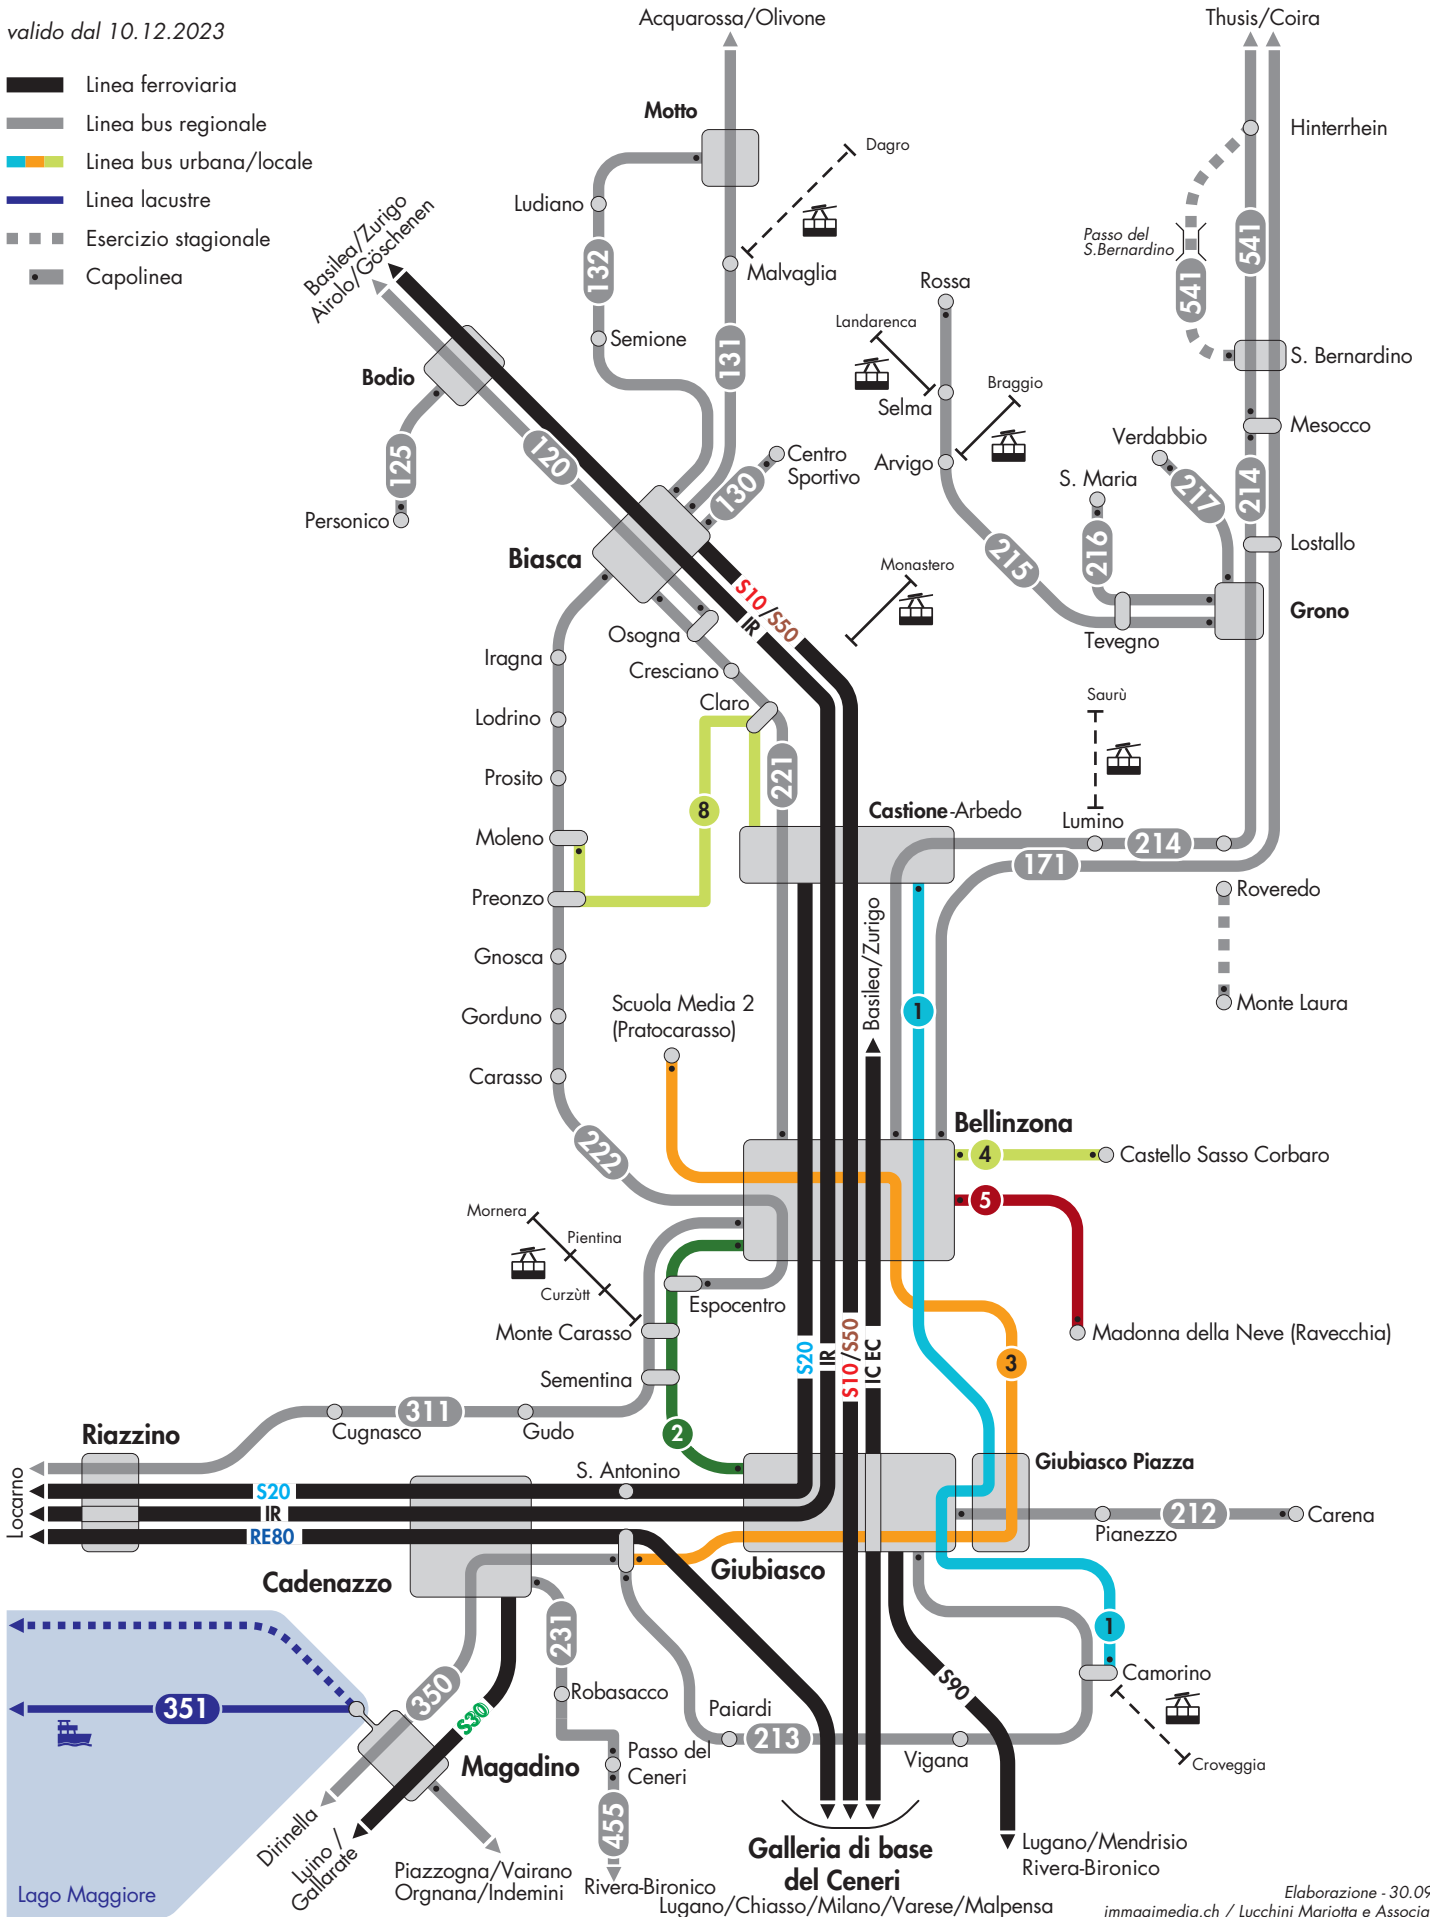 valido dal 10.12.2023
Linea ferroviaria
Linea bus regionale
Linea bus urbana/locale
Linea lacustre
Esercizio stagionale
Capolinea
Acquarossa/Olivone
Thusis/Coira
Motto
Dagro
Hinterrhein
Ludiano
Basilea/Zurigo
Airolo/Göschenen
132
Malvaglia
Passo del
S.Bernardino
541
541
Rossa
Landarenca
Semione
131
S. Bernardino
Bodio
Selma
Braggio
Mesocco
125
120
Centro
Sportivo
130
Arvigo
Verdabbio
S. Maria
217
214
Personico
Biasca
215
216
Lostallo
Monastero
S10/S50
IR
Grono
Osogna
Tevegno
Iragna
Cresciano
Claro
Saurù
Lodrino
Prosito
221
8
Castione-Arbedo
Lumino
Moleno
214
171
Preonzo
Roveredo
Basilea/Zurigo
Gnosca
Scuola Media 2
(Pratocarasso)
1
Monte Laura
Gorduno
Carasso
Bellinzona
222
4
Castello Sasso Corbaro
5
Mornera
Pientina
Curzùtt
Espocentro
Monte Carasso
Madonna della Neve (Ravecchia)
S20
IR
S10/S50
IC EC
3
Sementina
311
Cugnasco
Gudo
2
Riazzino
S. Antonino
Giubiasco Piazza
Locarno
S20
IR
RE80
212
Pianezzo
Carena
Cadenazzo
Giubiasco
231
1
350
S30
Robasacco
S90
Camorino
351
Paiardi
213
Vigana
Magadino
Passo del
Ceneri
Croveggia
455
Dirinella
Luino /
Gallarate
Piazzogna/Vairano
Orgnana/Indemini
Rivera-Bironico
Galleria di base
del Ceneri
Lugano/Chiasso/Milano/Varese/Malpensa
Lugano/Mendrisio
Rivera-Bironico
Lago Maggiore
Elaborazione - 30.09
immagimedia.ch / Lucchini Mariotta e Associa